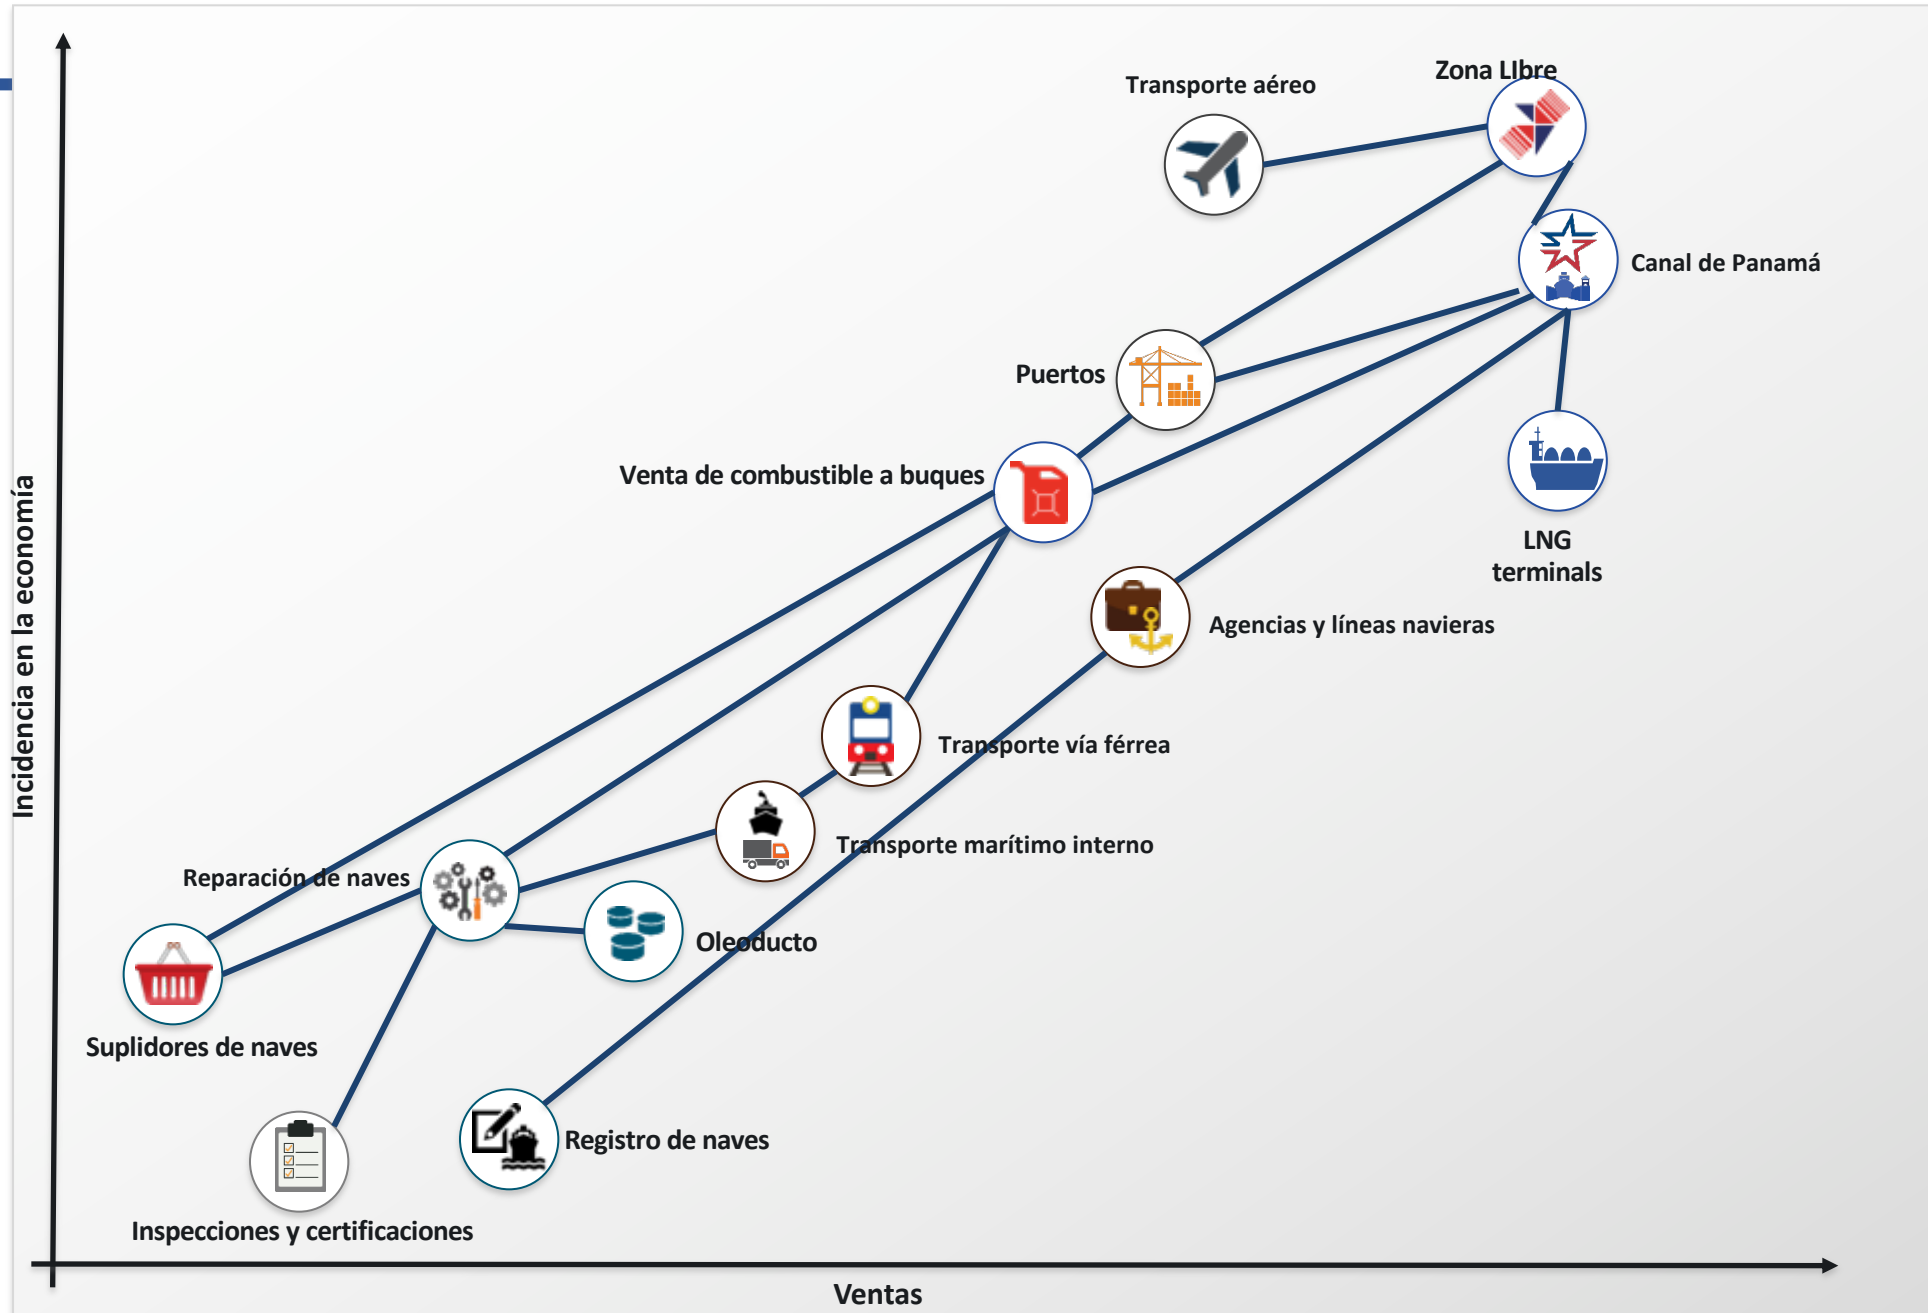 Zona LIbre
Transporte aéreo
Canal de Panamá
Puertos
Venta de combustible a buques
LNG
terminals
Agencias y líneas navieras
Incidencia en la economía
Transporte vía férrea
Transporte marítimo interno
Reparación de naves
Oleoducto
Suplidores de naves
Registro de naves
Inspecciones y certificaciones
Ventas